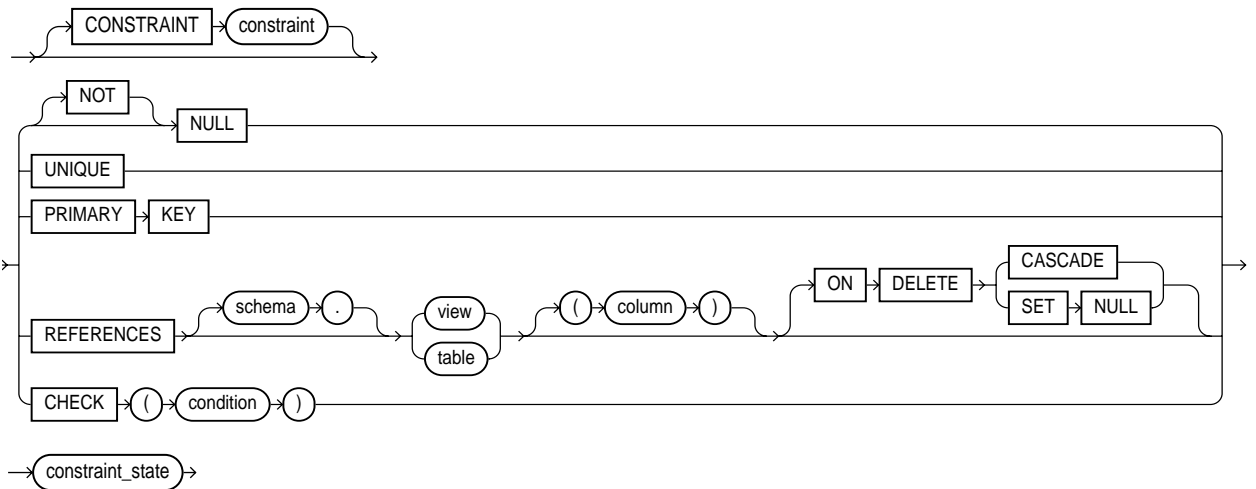 CONSTRAINT constraint
NOT
NULL
UNIQUE
PRIMARY KEY
CASCADE
ON DELETE
schema . view ( column ) SET NULL
REFERENCES
table
CHECK ( condition )
constraint_state